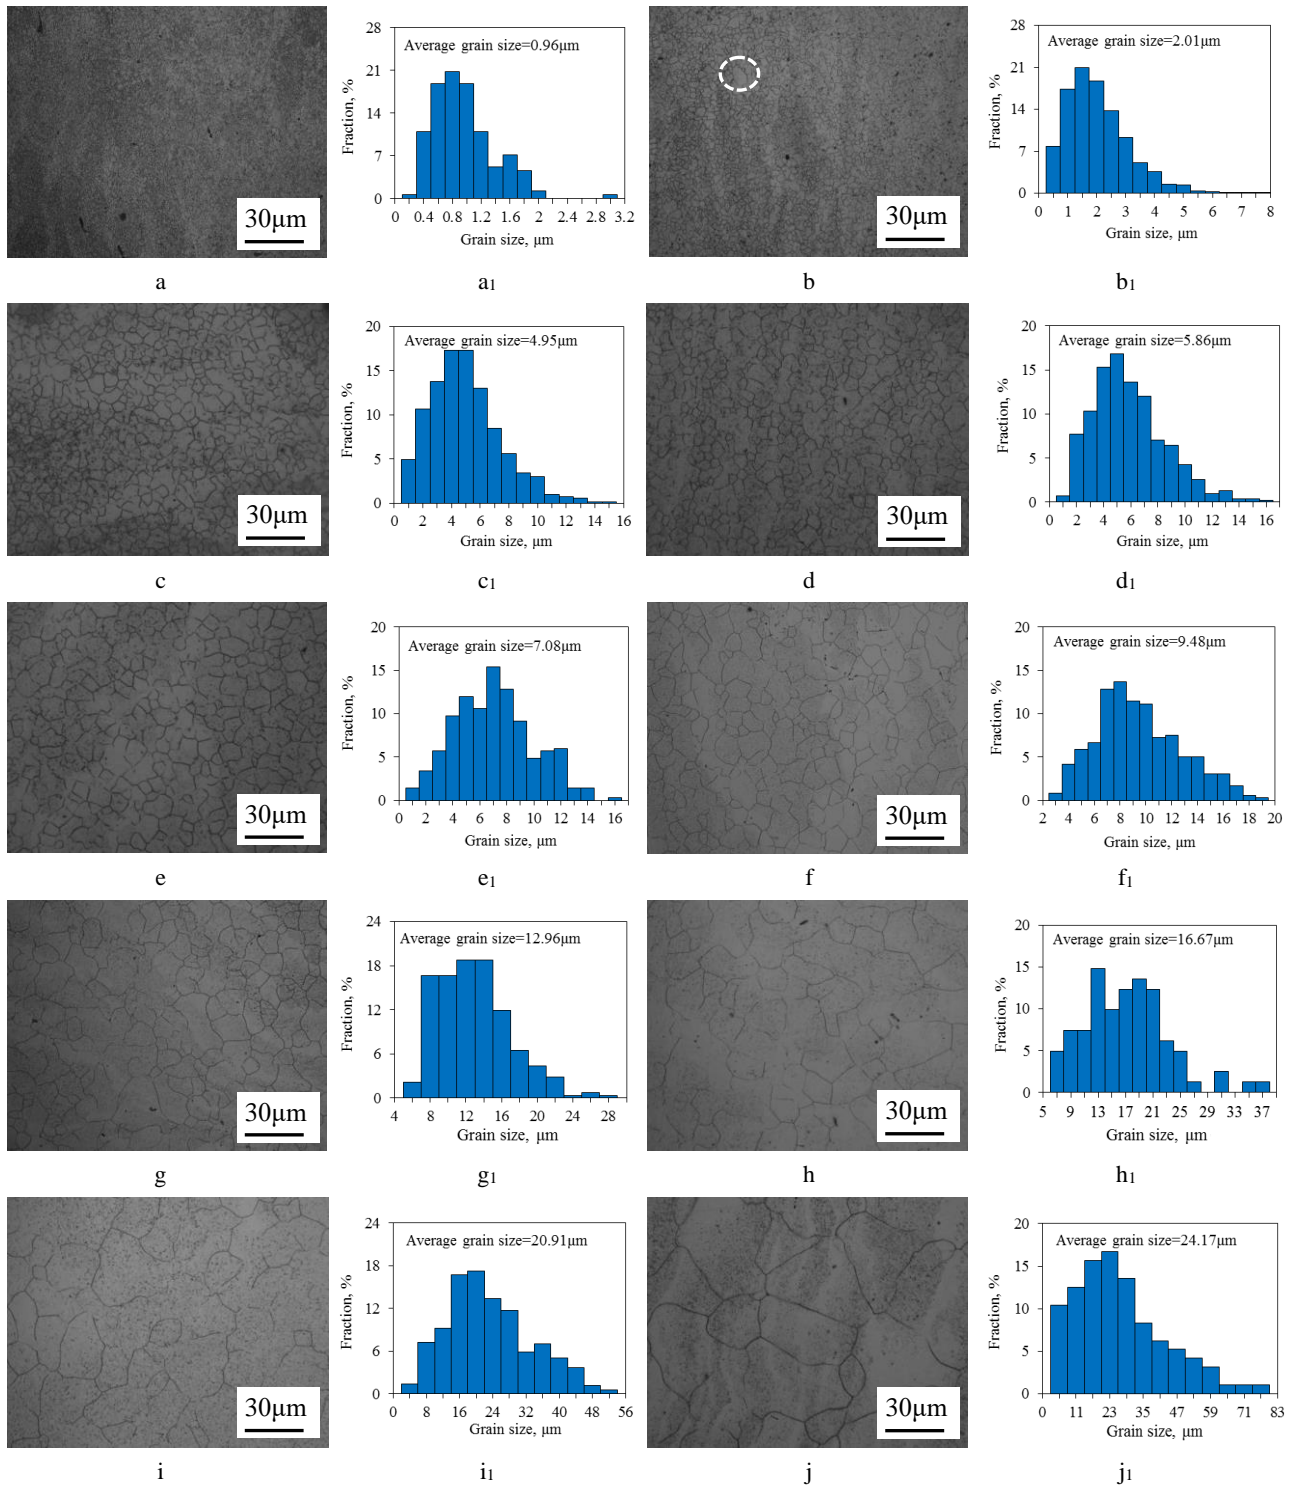 30μm
28
21
14
7
0
Fraction, %
Average grain size=0.96μm
0 0.4 0.8 1.2 1.6 2 2.4 2.8 3.2
Grain size, μm
30μm
28
21
14
7
0
Fraction, %
Average grain size=2.01μm
0 1 2 3 4 5 6 7 8
Grain size, μm
a a1 b b1
30μm
20
15
10
5
0
Fraction, %
Average grain size=4.95μm
0 2 4 6 8 10 12 14 16
Grain size, μm
30μm
20
15
10
5
0
Fraction, %
Average grain size=5.86μm
0 2 4 6 8 10 12 14 16
Grain size, μm
c c1 d d1
30μm
20
15
10
5
0
Fraction, %
Average grain size=7.08μm
0 2 4 6 8 10 12 14 16
Grain size, μm
30μm
20
15
10
5
0
Fraction, %
Average grain size=9.48μm
2 4 6 8 10 12 14 16 18 20
Grain size, μm
e e1 f f1
30μm
24
18
12
6
0
Fraction, %
Average grain size=12.96μm
4 8 12 16 20 24 28
Grain size, μm
30μm
20
15
10
5
0
Fraction, %
Average grain size=16.67μm
5 9 13 17 21 25 29 33 37
Grain size, μm
g g1 h h1
30μm
24
18
12
6
0
Fraction, %
Average grain size=20.91μm
0 8 16 24 32 40 48 56
Grain size, μm
30μm
20
15
10
5
0
Fraction, %
Average grain size=24.17μm
0 11 23 35 47 59 71 83
Grain size, μm
i i1 j j1